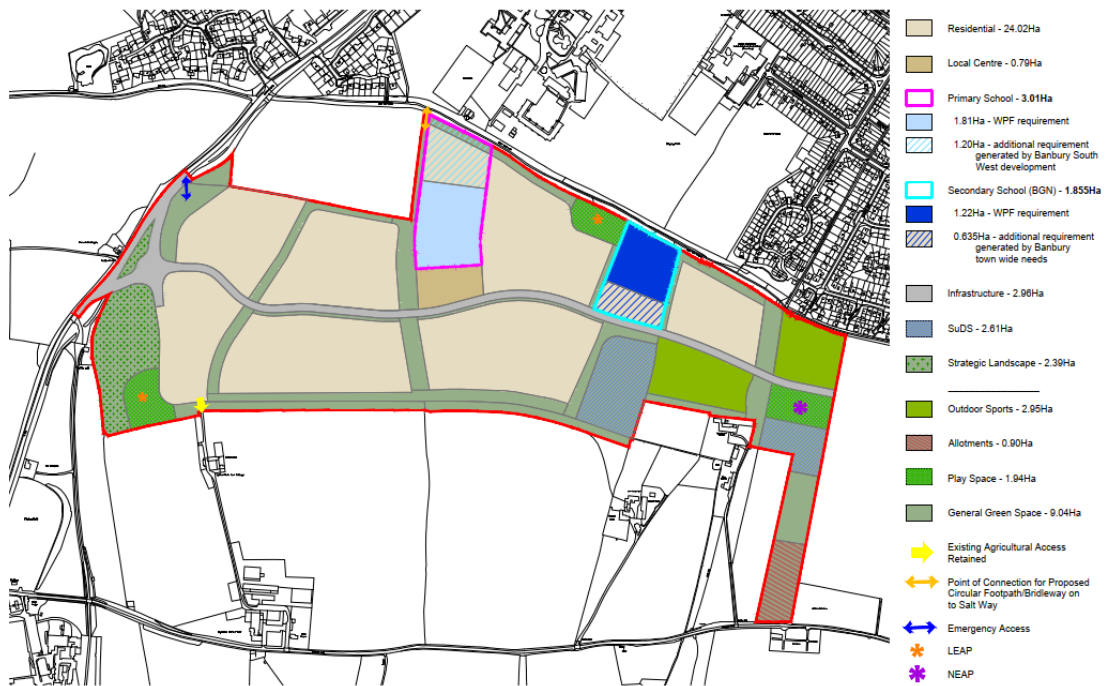 Residential - 24.02Ha
Local Centre - 0.79Ha
Primary School - 3.01Ha
1.81Ha - WPF requirement
1.20Ha - additional requirement
generated by Banbury South
West development
Secondary School (BGN) - 1.855Ha
1.22Ha - WPF requirement
0.635Ha - additional requirement
generated by Banbury
town wide needs
Infrastructure - 2.96Ha
SuDS - 2.61Ha
Strategic Landscape - 2.39Ha
Outdoor Sports - 2.95Ha
Allotments - 0.90Ha
Play Space - 1.94Ha
General Green Space - 9.04Ha
Existing Agricultural Access
Retained
Point of Connection for Proposed
Circular Footpath/Bridleway on
to Salt Way
Emergency Access
LEAP
NEAP